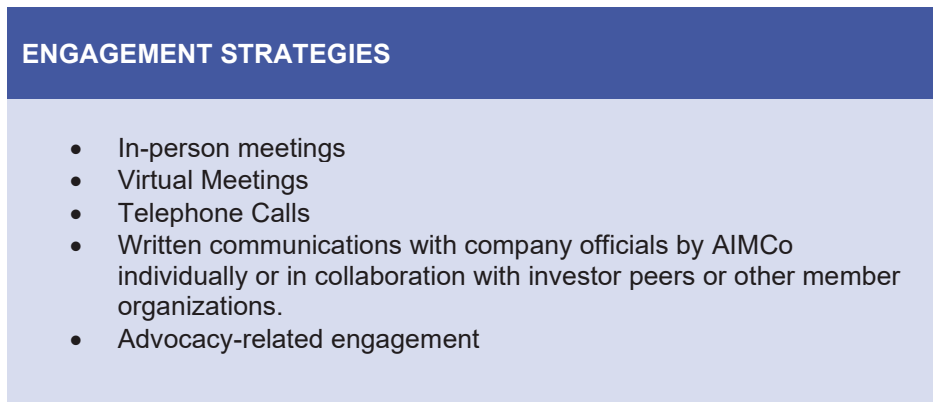 ENGAGEMENT STRATEGIES
• In-person meetings
• Virtual Meetings
• Telephone Calls
• Written communications with company officials by AIMCo
individually or in collaboration with investor peers or other member
organizations.
• Advocacy-related engagement